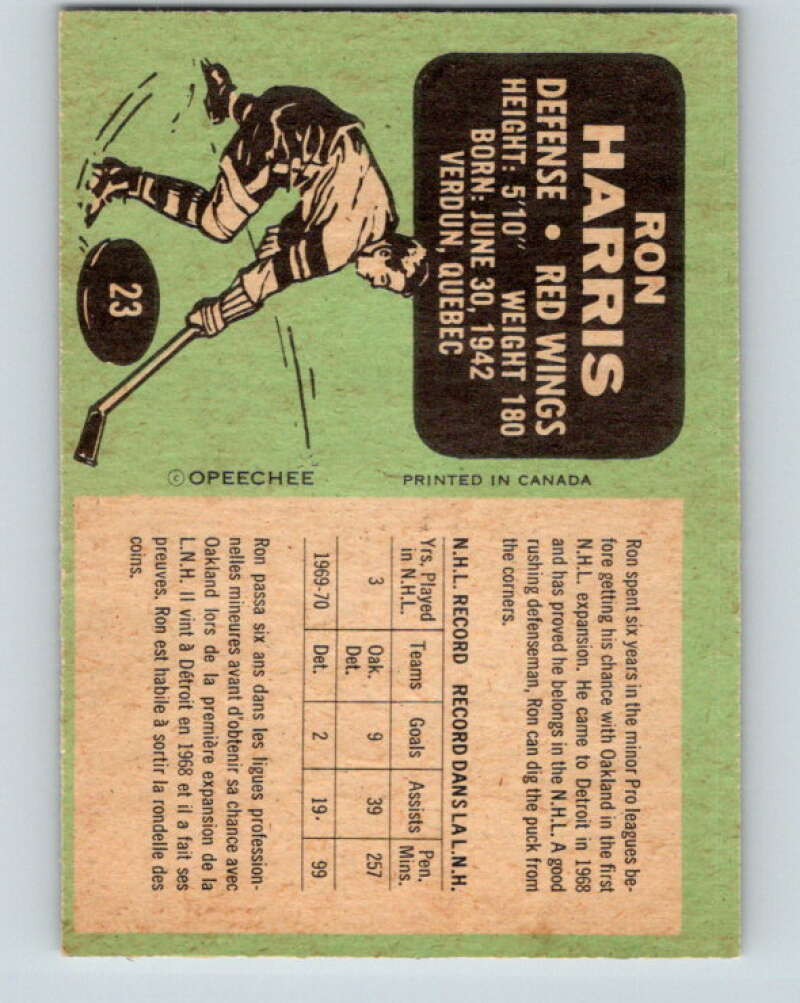 RON
HARRIS
DEFENSE • RED WINGS
HEIGHT: 5'10" WEIGHT 180
BORN: JUNE 30, 1942
VERDUN, QUEBEC
23
© OPEECHEE
PRINTED IN CANADA
Ron spent six years in the minor Pro leagues be-
fore getting his chance with Oakland in the first
N.H.L. expansion. He came to Detroit in 1968
and has proved he belongs in the N.H.L. A good
rushing defenseman, Ron can dig the puck from
the corners.
N.H.L. RECORD RECORD DANS LA L.N.H.
Yrs. Played in N.H.L. Teams Goals Assists Pen. Mins.
3 Oak. Det. 9 39 257
1969-70 Det. 2 19 99
Ron passa six ans dans les ligues profession-
nelles mineures avant d'obtenir sa chance avec
Oakland lors de la première expansion de la
L.N.H. Il vint à Détroit en 1968 et il a fait ses
preuves. Ron est habile à sortir la rondelle des
coins.